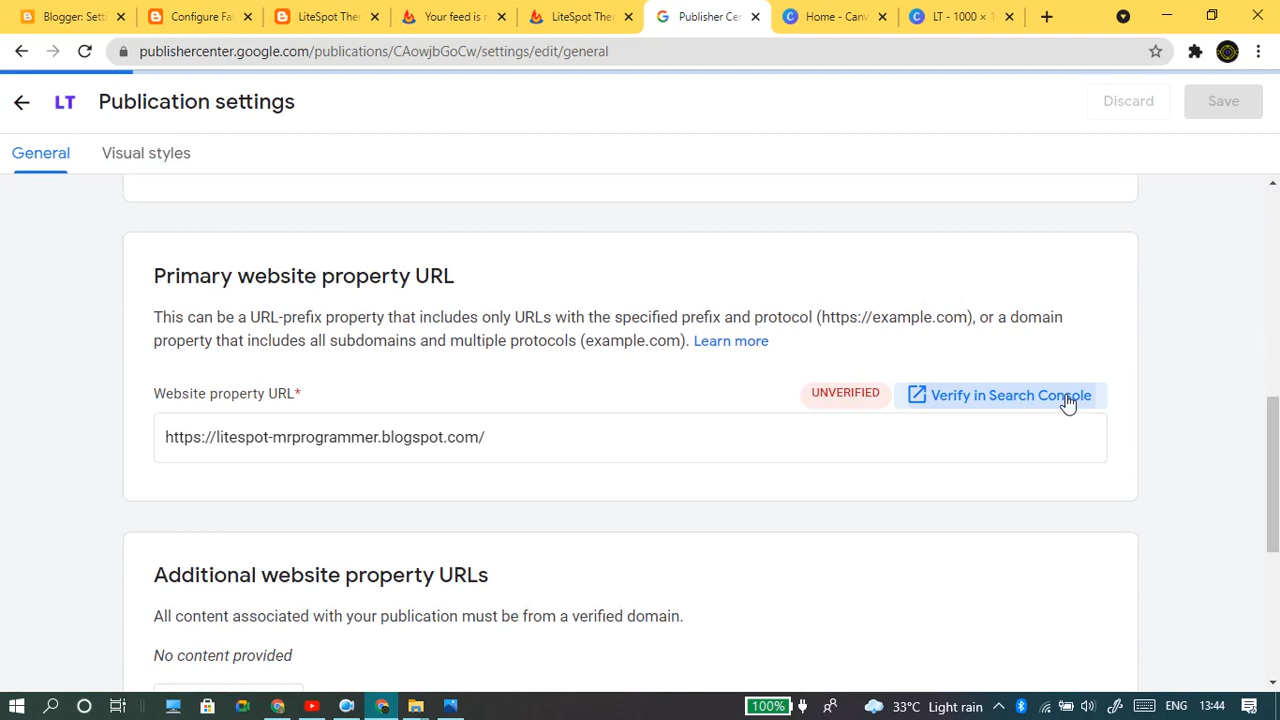 Blogger: Setti
Configure F
LiteSpot Ther
Your feed is r
LiteSpot The
Publisher Ce
Home - Canv
LT - 1000 × 1
publishercenter.google.com/publications/CAowjbGoCw/settings/edit/general
LT Publication settings
Discard
Save
General
Visual styles
Primary website property URL
This can be a URL-prefix property that includes only URLs with the specified prefix and protocol (https://example.com), or a domain
property that includes all subdomains and multiple protocols (example.com). Learn more
Website property URL*
UNVERIFIED
Verify in Search Console
https://litespot-mrprogrammer.blogspot.com/
Additional website property URLs
All content associated with your publication must be from a verified domain.
No content provided
100%
33°C Light rain
ENG
13:44